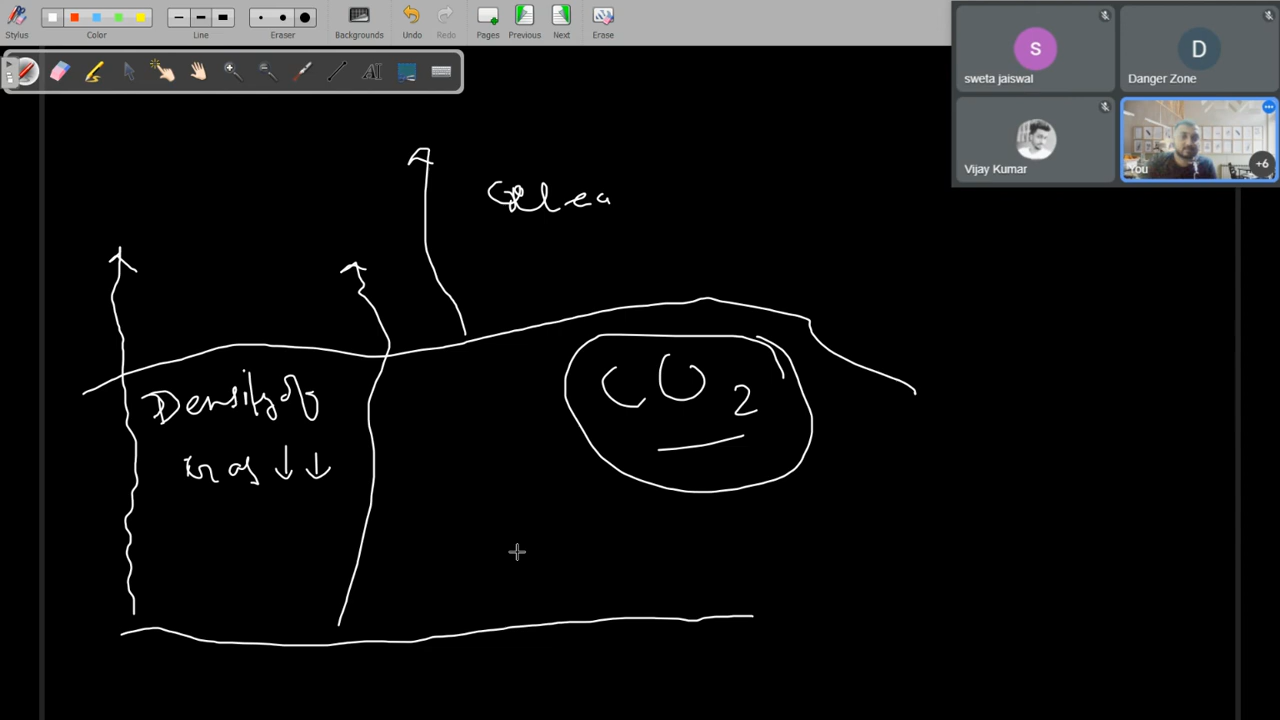 Stylus
Color
Line
Eraser
Backgrounds
Undo
Redo
Pages
Previous
Next
Erase
S
sweta jaiswal
D
Danger Zone
Vijay Kumar
You
+6
Density of
Gas ↓ ↓
CO2